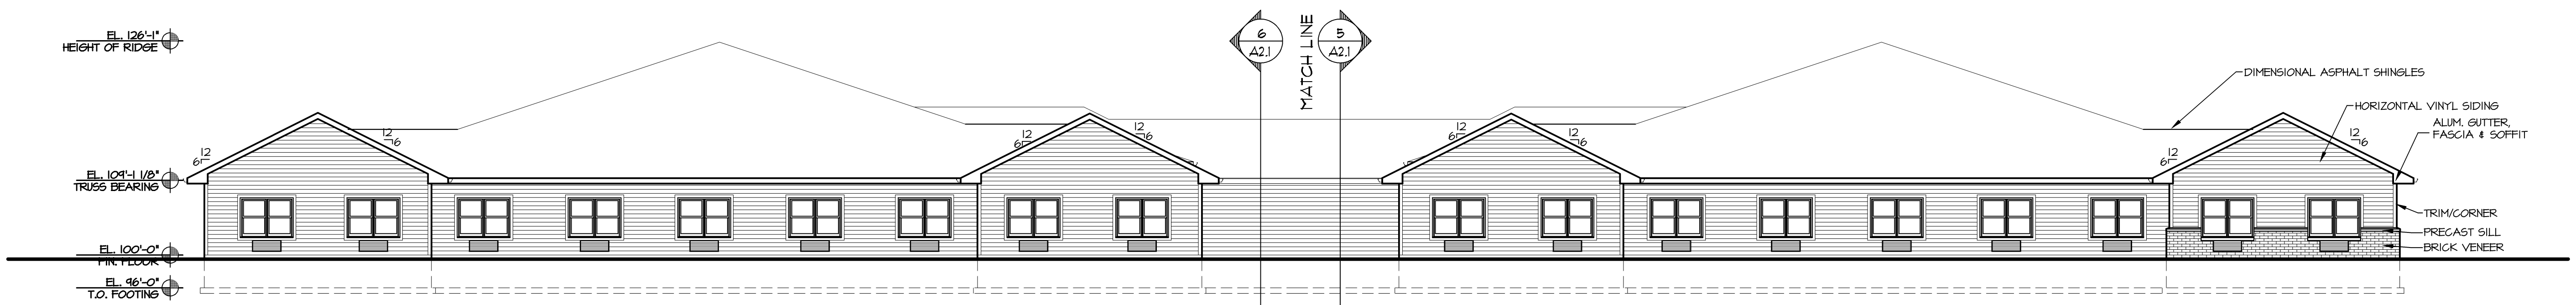 EL. 126'-1"
HEIGHT OF RIDGE
EL. 109'-1 1/8"
TRUSS BEARING
EL. 100'-0"
FIN. FLOOR
EL. 96'-0"
T.O. FOOTING
12
6
12
6
12
6
12
6
6
A2.1
MATCH LINE
5
A2.1
12
6
12
6
12
6
12
6
DIMENSIONAL ASPHALT SHINGLES
HORIZONTAL VINYL SIDING
ALUM. GUTTER,
FASCIA & SOFFIT
TRIM/CORNER
PRECAST SILL
BRICK VENEER